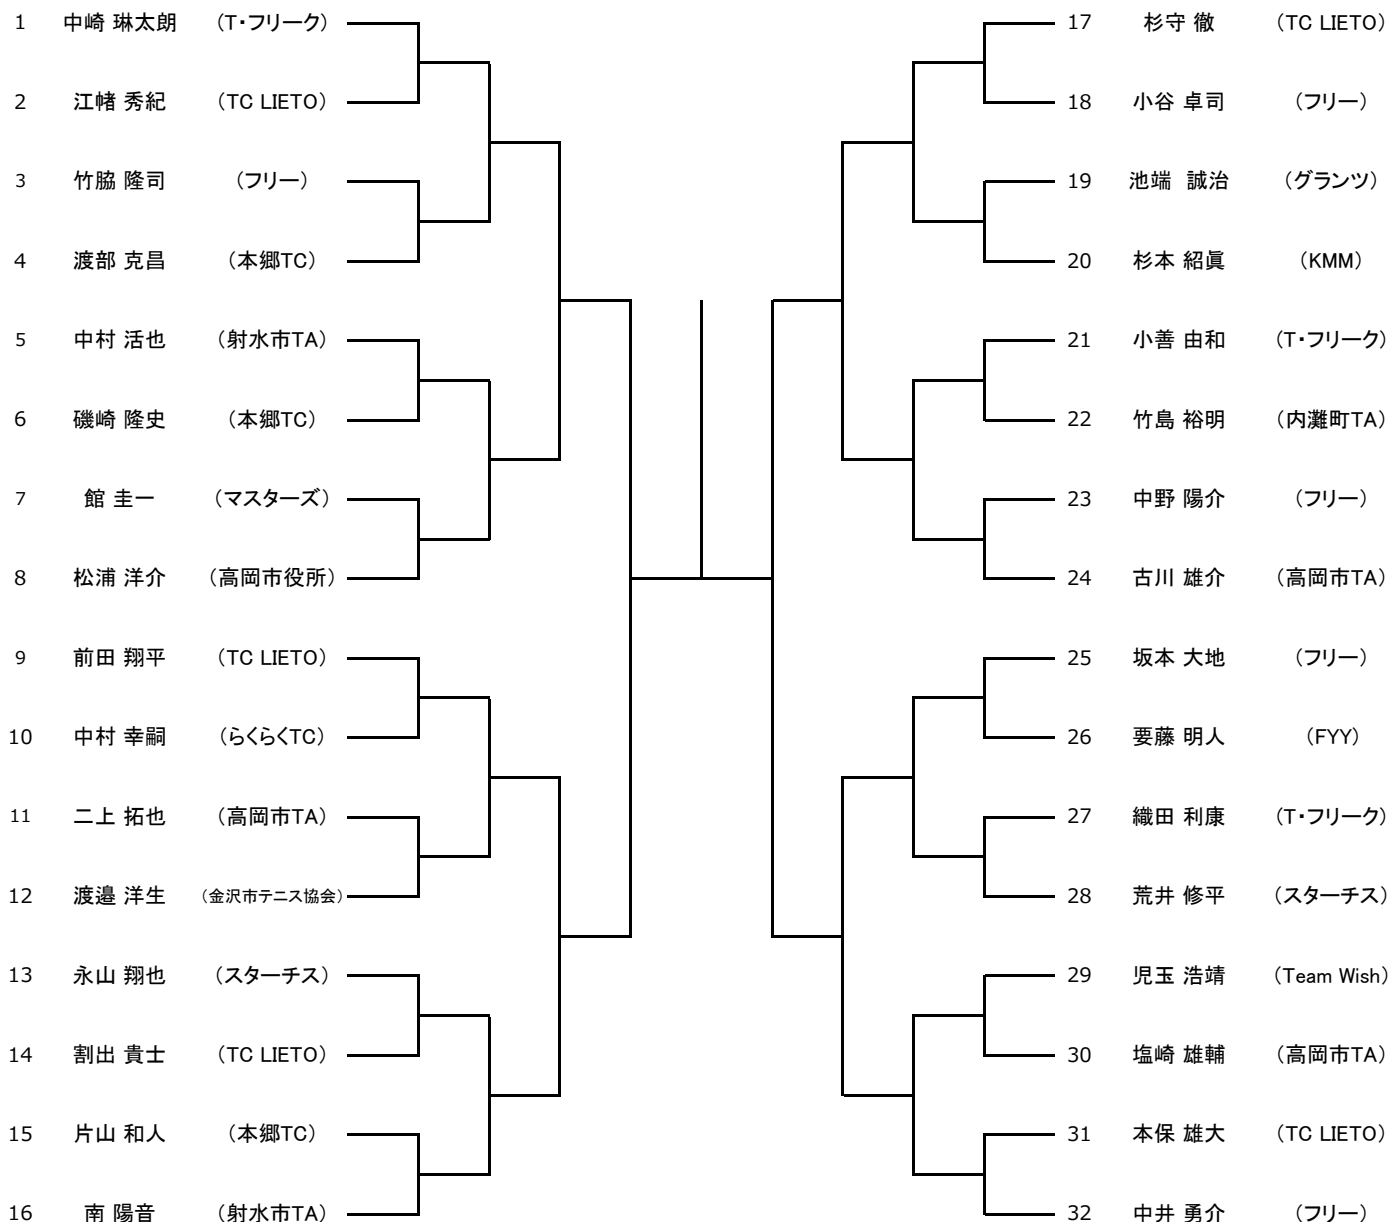 1 中崎 琳太朗 (T・フリーク)
2 江幮 秀紀 (TC LIETO)
3 竹脇 隆司 (フリー)
4 渡部 克昌 (本郷TC)
5 中村 活也 (射水市TA)
6 磯崎 隆史 (本郷TC)
7 館 圭一 (マスターズ)
8 松浦 洋介 (高岡市役所)
9 前田 翔平 (TC LIETO)
10 中村 幸嗣 (らくらくTC)
11 二上 拓也 (高岡市TA)
12 渡邉 洋生 (金沢市テニス協会)
13 永山 翔也 (スターチス)
14 割出 貴士 (TC LIETO)
15 片山 和人 (本郷TC)
16 南 陽音 (射水市TA)
17 杉守 徹 (TC LIETO)
18 小谷 卓司 (フリー)
19 池端 誠治 (グランツ)
20 杉本 紹眞 (KMM)
21 小善 由和 (T・フリーク)
22 竹島 裕明 (内灘町TA)
23 中野 陽介 (フリー)
24 古川 雄介 (高岡市TA)
25 坂本 大地 (フリー)
26 要藤 明人 (FYY)
27 織田 利康 (T・フリーク)
28 荒井 修平 (スターチス)
29 児玉 浩靖 (Team Wish)
30 塩崎 雄輔 (高岡市TA)
31 本保 雄大 (TC LIETO)
32 中井 勇介 (フリー)